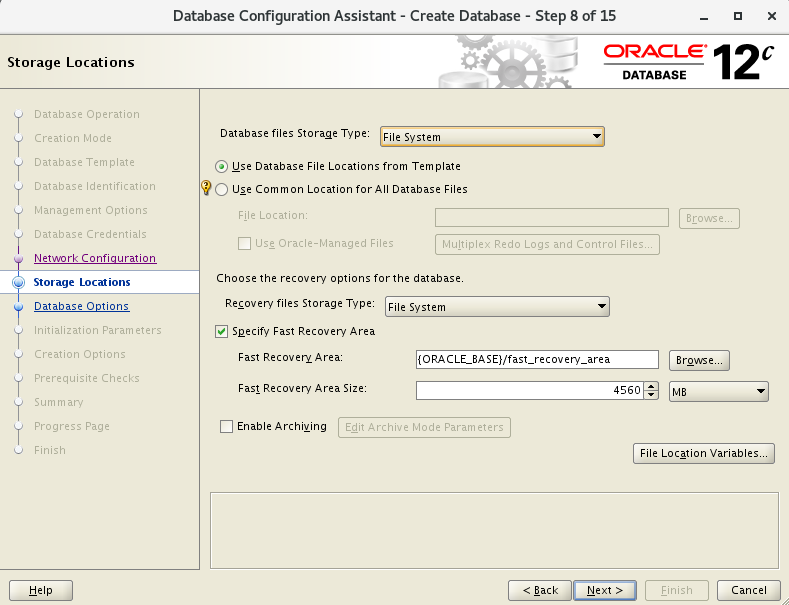 Database Configuration Assistant - Create Database - Step 8 of 15
Storage Locations
ORACLE
DATABASE
12c
Database Operation
Creation Mode
Database Template
Database Identification
Management Options
Database Credentials
Network Configuration
Storage Locations
Database Options
Initialization Parameters
Creation Options
Prerequisite Checks
Summary
Progress Page
Finish
Database files Storage Type: File System
Use Database File Locations from Template
Use Common Location for All Database Files
File Location: Browse...
Use Oracle-Managed Files Multiplex Redo Logs and Control Files...
Choose the recovery options for the database.
Recovery files Storage Type: File System
Specify Fast Recovery Area
Fast Recovery Area: {ORACLE_BASE}/fast_recovery_area Browse...
Fast Recovery Area Size: 4560 MB
Enable Archiving Edit Archive Mode Parameters
File Location Variables...
Help < Back Next > Finish Cancel